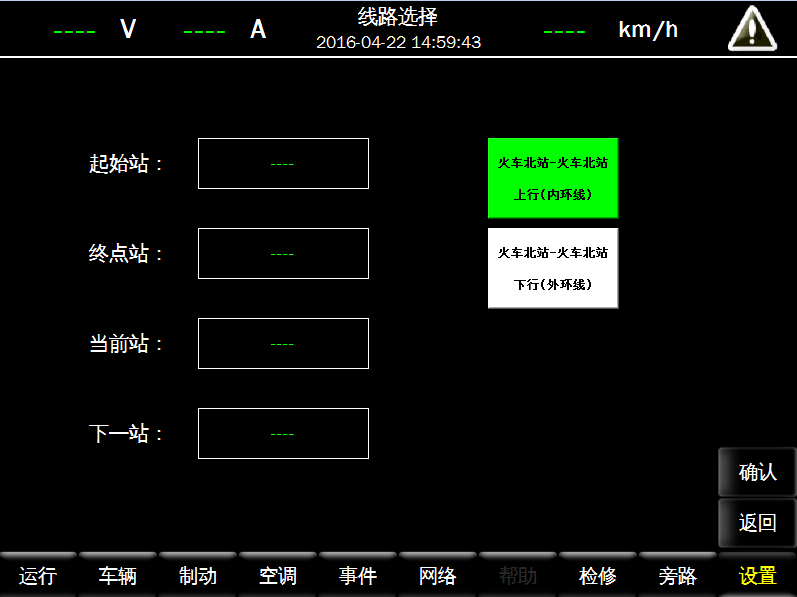 线路选择
---- V ---- A 2016-04-22 14:59:43 ---- km/h
起始站： ----
火车北站-火车北站
上行(内环线)
终点站： ----
火车北站-火车北站
下行(外环线)
当前站： ----
下一站： ----
确认
返回
运行 车辆 制动 空调 事件 网络 帮助 检修 旁路 设置